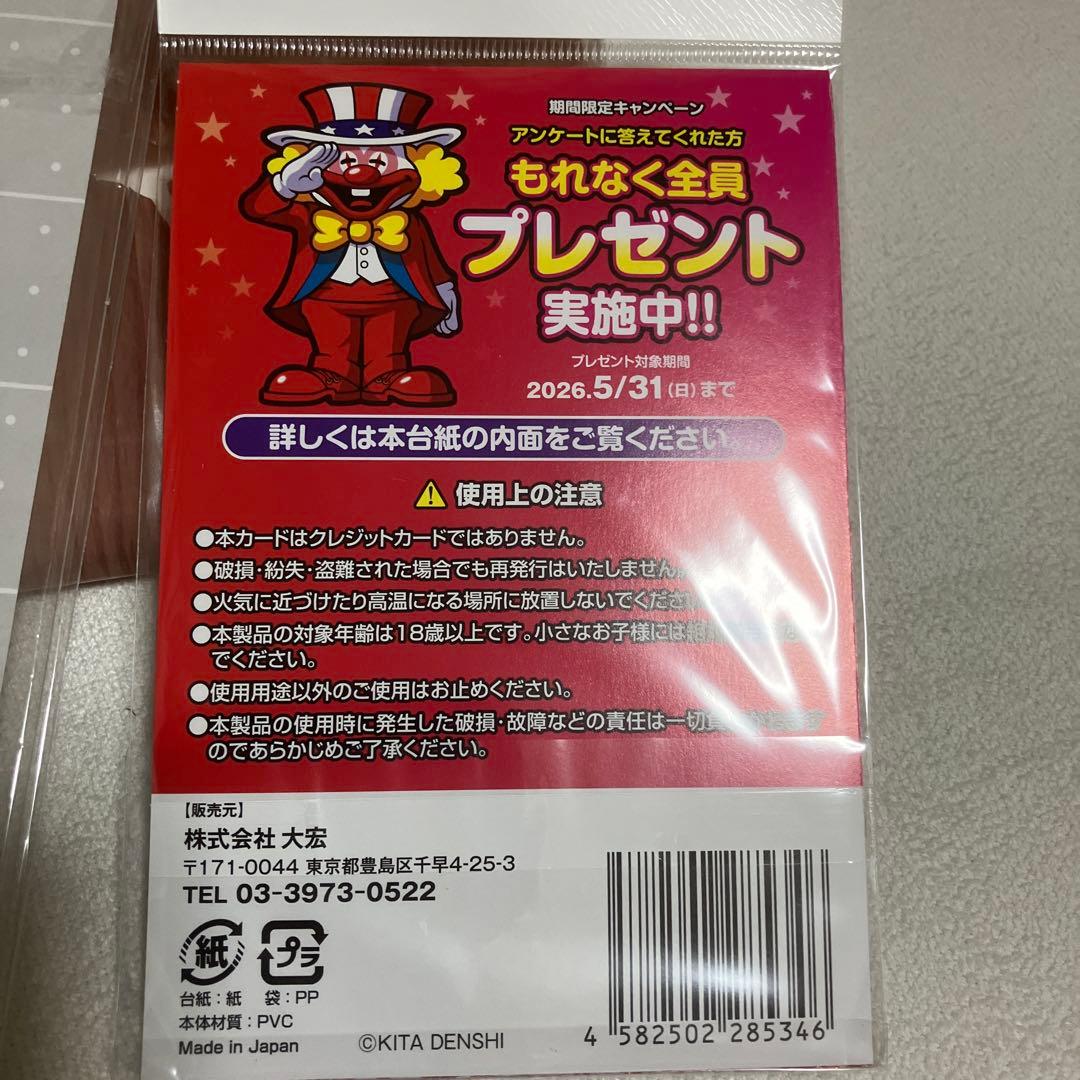 期間限定キャンペーン
アンケートに答えてくれた方
もれなく全員
プレゼント
実施中!!
プレゼント対象期間
2026.5/31(日)まで
詳しくは本台紙の内面をご覧ください。
使用上の注意
●本カードはクレジットカードではありません。
●破損・紛失・盗難された場合でも再発行はいたしません。
●火気に近づけたり高温になる場所に放置しないでください
●本製品の対象年齢は18歳以上です。小さなお子様には
でください。
●使用用途以外のご使用はお止めください。
●本製品の使用時に発生した破損・故障などの責任は一切
のであらかじめご了承ください。
【販売元】
株式会社 大宏
〒171-0044 東京都豊島区千早4-25-3
TEL 03-3973-0522
紙 プラ
台紙:紙 袋:PP
本体材質:PVC
Made in Japan
©KITA DENSHI
4 582502 285346